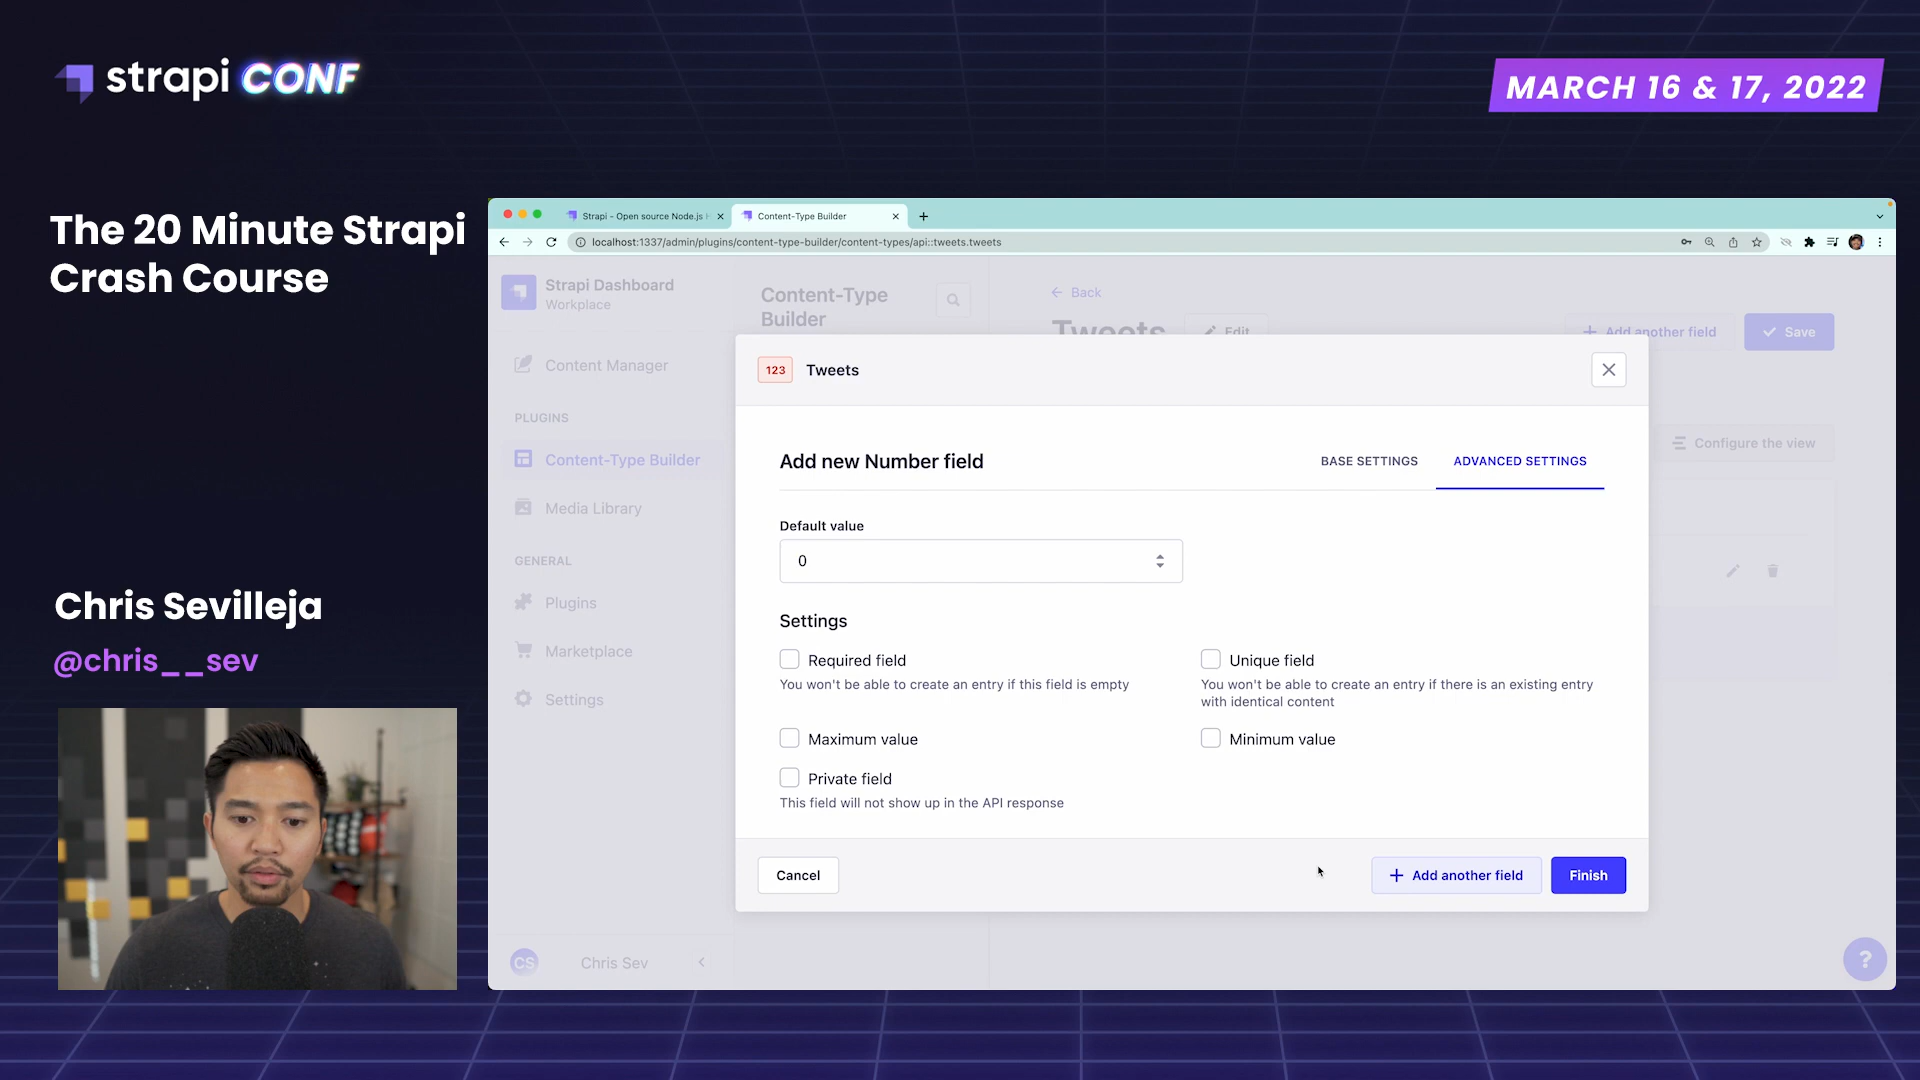 strapi CONF
MARCH 16 & 17, 2022
The 20 Minute Strapi
Crash Course
Chris Sevilleja
@chris__sev
Strapi - Open source Node.js
Content-Type Builder
localhost:1337/admin/plugins/content-type-builder/content-types/api::tweets.tweets
Strapi Dashboard
Workplace
Content Manager
PLUGINS
Content-Type Builder
Media Library
GENERAL
Plugins
Marketplace
Settings
CS
Chris Sev
Content-Type
Builder
Back
Tweets
Edit
Add another field
Save
Configure the view
123
Tweets
Add new Number field
BASE SETTINGS
ADVANCED SETTINGS
Default value
0
Settings
Required field
You won't be able to create an entry if this field is empty
Unique field
You won't be able to create an entry if there is an existing entry
with identical content
Maximum value
Minimum value
Private field
This field will not show up in the API response
Cancel
Add another field
Finish
?